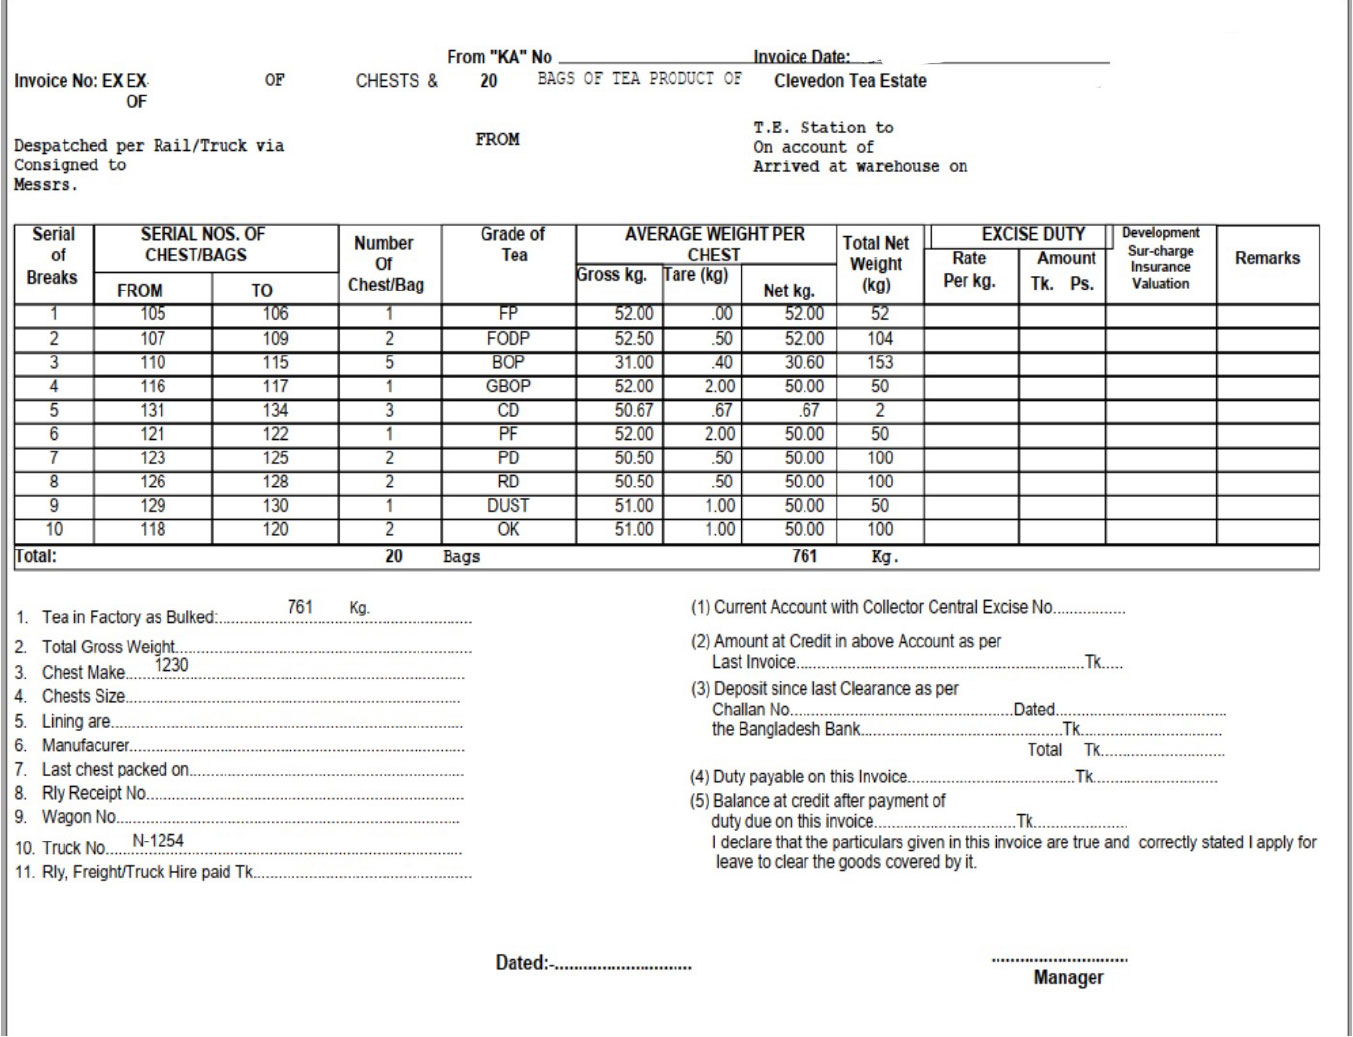 From "KA" No ____________________ Invoice Date:____ ____________________
Invoice No: EX EX- OF CHESTS & 20 BAGS OF TEA PRODUCT OF Clevedon Tea Estate
OF
T.E. Station to
Despatched per Rail/Truck via FROM On account of
Consigned to Arrived at warehouse on
Messrs.
Serial of Breaks SERIAL NOS. OF CHEST/BAGS Number Of Chest/Bag Grade of Tea AVERAGE WEIGHT PER CHEST Total Net Weight (kg) EXCISE DUTY Development Sur-charge Insurance Valuation Remarks
FROM TO Gross kg. Tare (kg) Net kg. Rate Per kg. Amount Tk. Ps.
1 105 106 1 FP 52.00 .00 52.00 52
2 107 109 2 FODP 52.50 .50 52.00 104
3 110 115 5 BOP 31.00 .40 30.60 153
4 116 117 1 GBOP 52.00 2.00 50.00 50
5 131 134 3 CD 50.67 .67 .67 2
6 121 122 1 PF 52.00 2.00 50.00 50
7 123 125 2 PD 50.50 .50 50.00 100
8 126 128 2 RD 50.50 .50 50.00 100
9 129 130 1 DUST 51.00 1.00 50.00 50
10 118 120 2 OK 51.00 1.00 50.00 100
Total: 20 Bags 761 Kg.
1. Tea in Factory as Bulked: 761 Kg.
2. Total Gross Weight
3. Chest Make 1230
4. Chests Size
5. Lining are
6. Manufacurer
7. Last chest packed on
8. Rly Receipt No
9. Wagon No
10. Truck No N-1254
11. Rly, Freight/Truck Hire paid Tk
(1) Current Account with Collector Central Excise No
(2) Amount at Credit in above Account as per
Last Invoice Tk
(3) Deposit since last Clearance as per
Challan No Dated
the Bangladesh Bank Tk
Total Tk
(4) Duty payable on this Invoice Tk
(5) Balance at credit after payment of
duty due on this invoice Tk
I declare that the particulars given in this invoice are true and correctly stated I apply for
leave to clear the goods covered by it.
Dated:-
Manager